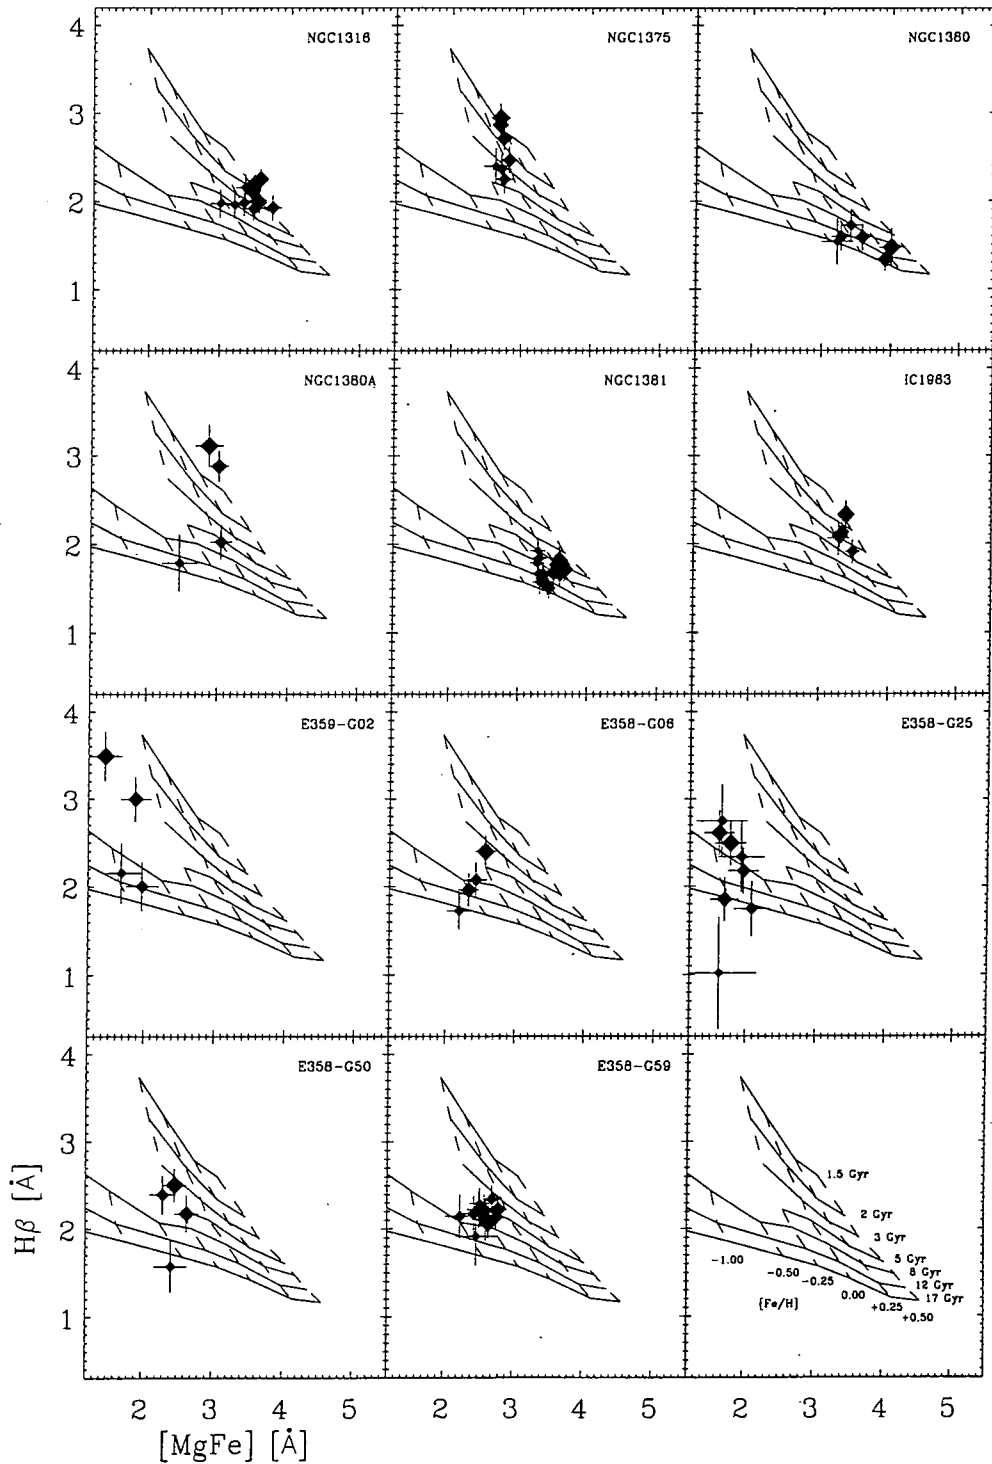 4 NGC1316 NGC1375 NGC1380
3
2
1
4 NGC1380A NGC1381 IC1963
3
2
1
4 E359-G02 E358-G06 E358-G25
3
2
1
4 E358-G50 E358-G59
3
2
1
1.5 Gyr
2 Gyr
3 Gyr
5 Gyr
8 Gyr
12 Gyr
17 Gyr
-1.00
-0.50
-0.25
0.00
+0.25
+0.50
[Fe/H]
Hβ [Å]
2 3 4 5 2 3 4 5 2 3 4 5
[MgFe] [Å]